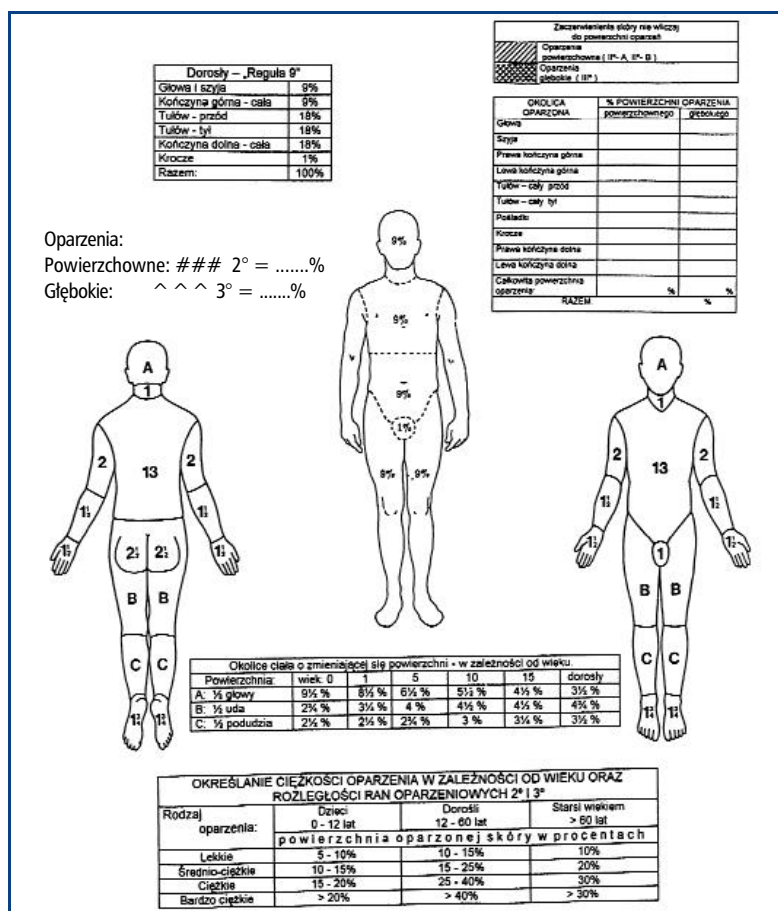 Zaczerwienienia skóry nie wliczaj
do powierzchni oparzeń
Oparzenia
powierzchowne ( II°- A, II°- B )
Oparzenia
głębokie ( III° )
Dorosły – „Reguła 9"
Głowa i szyja 9%
Kończyna górna - cała 9%
Tułów - przód 18%
Tułów - tył 18%
Kończyna dolna - cała 18%
Krocze 1%
Razem: 100%
OKOLICA OPARZONA % POWIERZCHNI OPARZENIA
powierzchownego głębokiego
Głowa
Szyja
Prawa kończyna górna
Lewa kończyna górna
Tułów – cały przód
Tułów – cały tył
Pośladki
Krocze
Prawa kończyna dolna
Lewa kończyna dolna
Całkowita powierzchnia
oparzenia: % %
RAZEM %
Oparzenia:
Powierzchowne: ### 2° = .......%
Głębokie: ^ ^ ^ 3° = .......%
9%
9%
9%
1%
9% 9%
A
1
2 13 2
1½ 1½
1½ 2½ 2½ 1½
B B
C C
1¾ 1¾
A
1
2 13 2
1½ 1½
1½ 1 1½
B B
C C
1¾ 1¾
Okolice ciała o zmieniającej się powierzchni - w zależności od wieku.
Powierzchnia: wiek: 0 1 5 10 15 dorosły
A: ½ głowy 9½ % 8½ % 6½ % 5½ % 4½ % 3½ %
B: ½ uda 2¾ % 3¼ % 4 % 4½ % 4½ % 4¾ %
C: ½ podudzia 2½ % 2½ % 2¾ % 3 % 3¼ % 3½ %
OKREŚLANIE CIĘŻKOŚCI OPARZENIA W ZALEŻNOŚCI OD WIEKU ORAZ
ROZLEGŁOŚCI RAN OPARZENIOWYCH 2° I 3°
Rodzaj oparzenia: Dzieci 0 - 12 lat Dorośli 12 - 60 lat Starsi wiekiem > 60 lat
powierzchnia oparzonej skóry w procentach
Lekkie 5 - 10% 10 - 15% 10%
Średnio-ciężkie 10 - 15% 15 - 25% 20%
Ciężkie 15 - 20% 25 - 40% 30%
Bardzo ciężkie > 20% > 40% > 30%